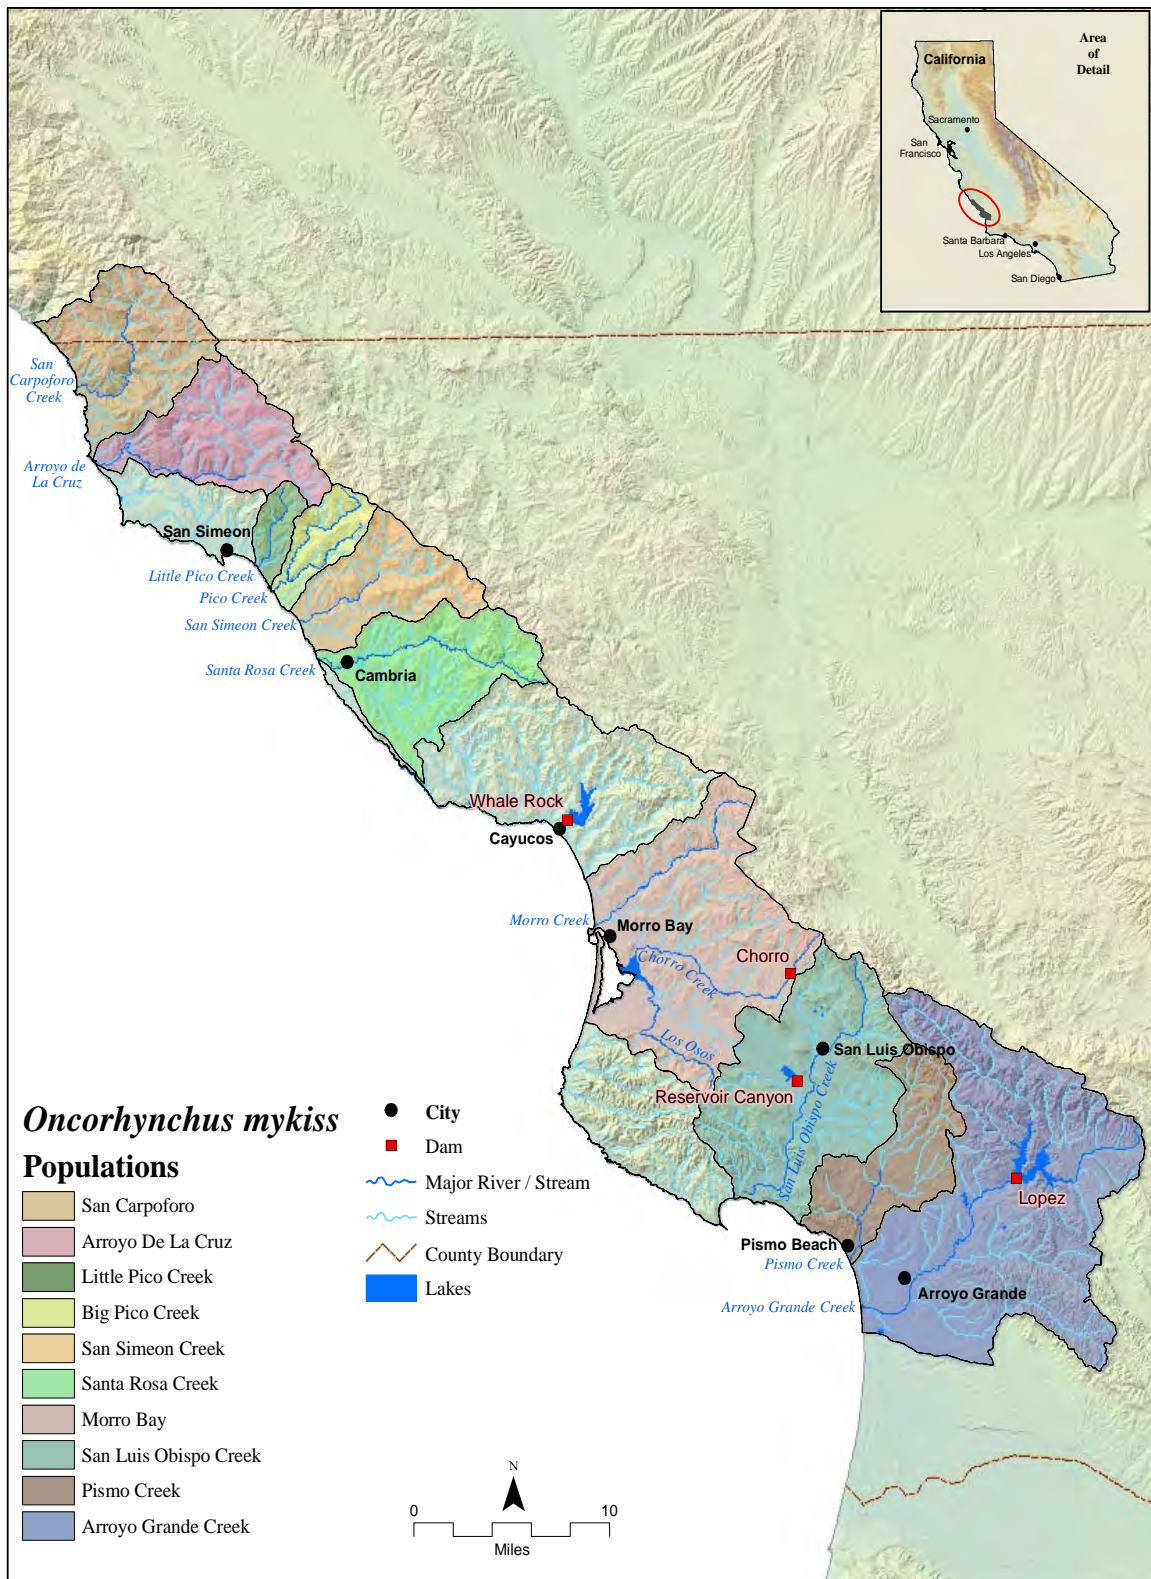 Area
of
Detail
California
Sacramento
San
Francisco
Santa Barbara
Los Angeles
San Diego
San
Carpoforo
Creek
Arroyo de
La Cruz
San Simeon
Little Pico Creek
Pico Creek
San Simeon Creek
Santa Rosa Creek
Cambria
Whale Rock
Cayucos
Morro Creek
Morro Bay
Chorro
Chorro Creek
Los Osos
San Luis Obispo
Reservoir Canyon
San Luis Obispo Creek
Lopez
Pismo Beach
Pismo Creek
Arroyo Grande
Arroyo Grande Creek
Oncorhynchus mykiss
Populations
San Carpoforo
Arroyo De La Cruz
Little Pico Creek
Big Pico Creek
San Simeon Creek
Santa Rosa Creek
Morro Bay
San Luis Obispo Creek
Pismo Creek
Arroyo Grande Creek
City
Dam
Major River / Stream
Streams
County Boundary
Lakes
N
0 10
Miles